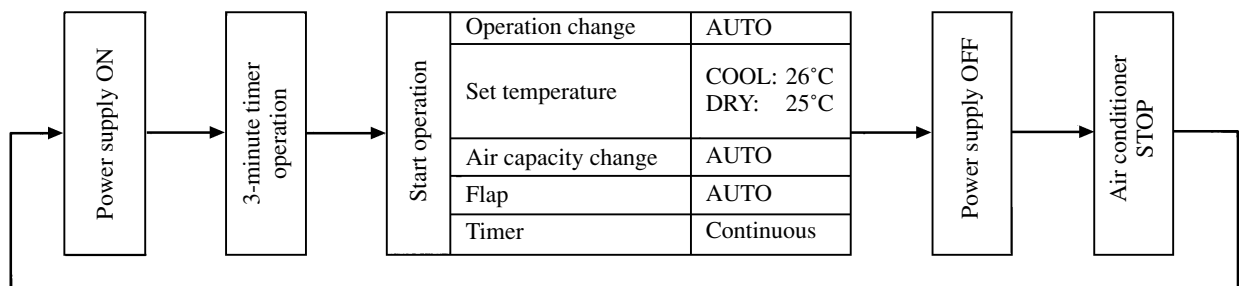 Power supply ON
3-minute timer
operation
Start operation
Operation change AUTO
Set temperature COOL: 26˚C
DRY: 25˚C
Air capacity change AUTO
Flap AUTO
Timer Continuous
Power supply OFF
Air conditioner
STOP